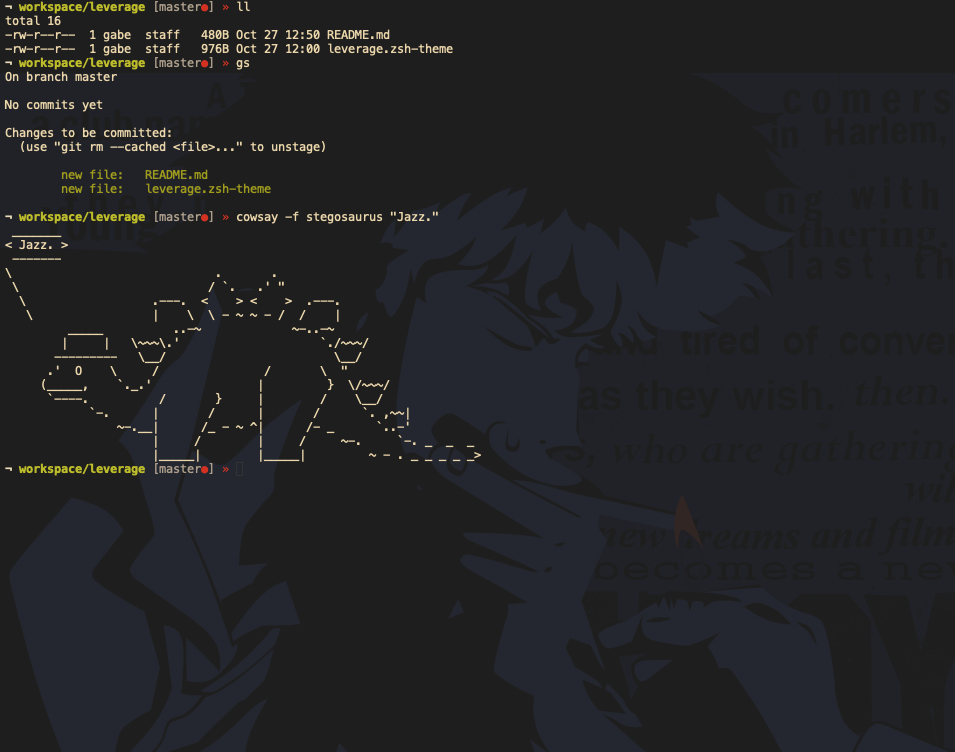 ¬ workspace/leverage [master●] » ll
total 16
-rw-r--r--  1 gabe  staff   480B Oct 27 12:50 README.md
-rw-r--r--  1 gabe  staff   976B Oct 27 12:00 leverage.zsh-theme
¬ workspace/leverage [master●] » gs
On branch master
No commits yet
Changes to be committed:
(use "git rm --cached <file>..." to unstage)
new file:   README.md
new file:   leverage.zsh-theme
¬ workspace/leverage [master●] » cowsay -f stegosaurus "Jazz."
< Jazz. >
¬ workspace/leverage [master●] »
comers
in Harlem,
ng with
thering.
last, th
tired of conver
as they wish. then.
who are gathering
new dreams and film
becomes a new